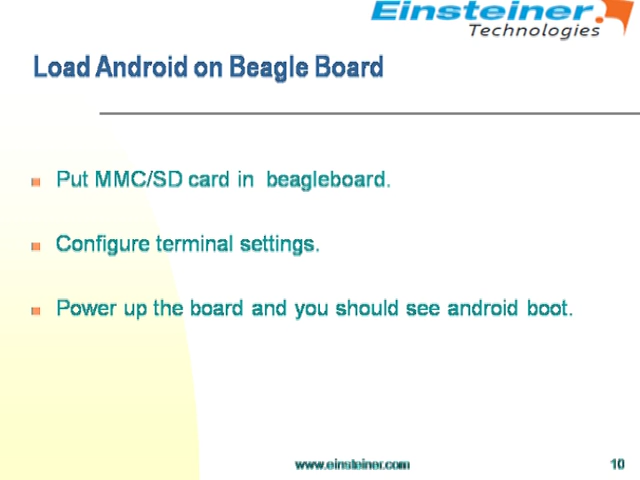 Einsteiner
Technologies
Load Android on Beagle Board
Put MMC/SD card in beagleboard.
Configure terminal settings.
Power up the board and you should see android boot.
www.einsteiner.com
10